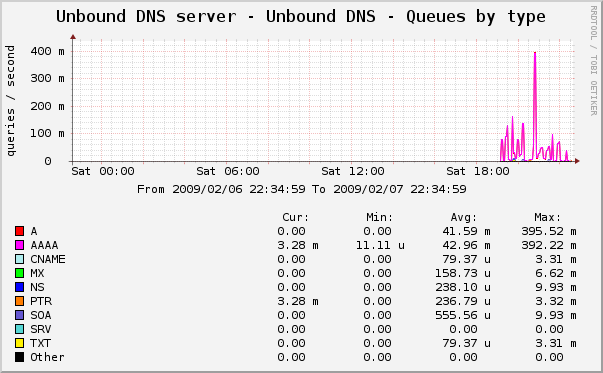 Unbound DNS server - Unbound DNS - Queues by type
RRDTOOL / TOBI OETIKER
queries / second
400 m
300 m
200 m
100 m
0
Sat 00:00 Sat 06:00 Sat 12:00 Sat 18:00
From 2009/02/06 22:34:59 To 2009/02/07 22:34:59
Cur: Min: Avg: Max:
A 0.00 0.00 41.59 m 395.52 m
AAAA 3.28 m 11.11 u 42.96 m 392.22 m
CNAME 0.00 0.00 79.37 u 3.31 m
MX 0.00 0.00 158.73 u 6.62 m
NS 0.00 0.00 238.10 u 9.93 m
PTR 3.28 m 0.00 236.79 u 3.32 m
SOA 0.00 0.00 555.56 u 9.93 m
SRV 0.00 0.00 0.00 0.00
TXT 0.00 0.00 79.37 u 3.31 m
Other 0.00 0.00 0.00 0.00